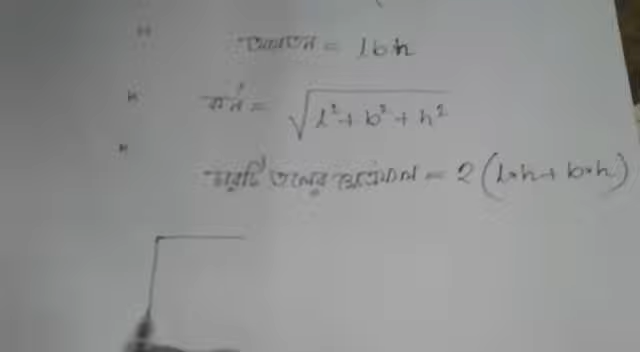 আয়তন = lbh
কর্ণ = √l²+b²+h²
চারটি তলের ক্ষেত্রফল = 2(l×h+b×h)